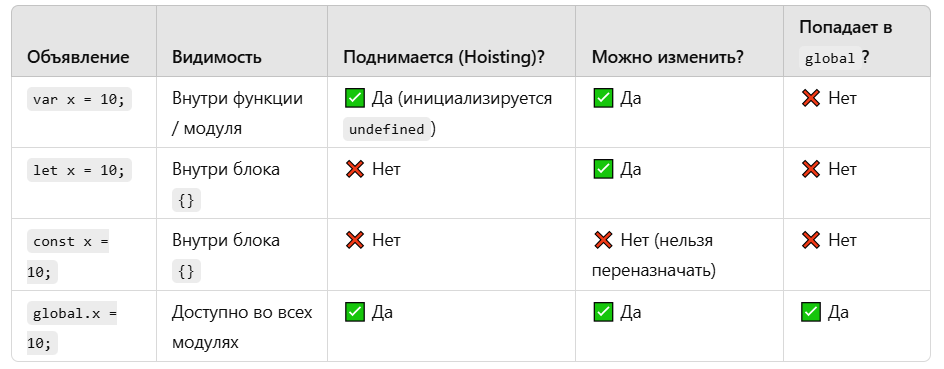 Объявление Видимость Поднимается (Hoisting)? Можно изменить? Попадает в global ?
var x = 10; Внутри функции / модуля ✅ Да (инициализируется undefined ) ✅ Да ❌ Нет
let x = 10; Внутри блока {} ❌ Нет ✅ Да ❌ Нет
const x = 10; Внутри блока {} ❌ Нет ❌ Нет (нельзя переназначать) ❌ Нет
global.x = 10; Доступно во всех модулях ✅ Да ✅ Да ✅ Да